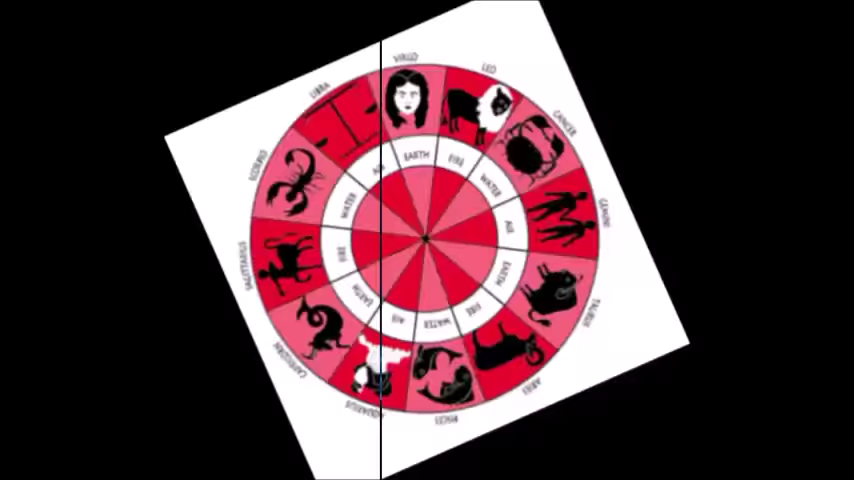 VIRGO
LEO
CANCER
GEMINI
TAURUS
ARIES
PISCES
AQUARIUS
CAPRICORN
SAGITTARIUS
SCORPIO
LIBRA
EARTH
FIRE
WATER
AIR
EARTH
FIRE
WATER
AIR
EARTH
FIRE
WATER
AIR